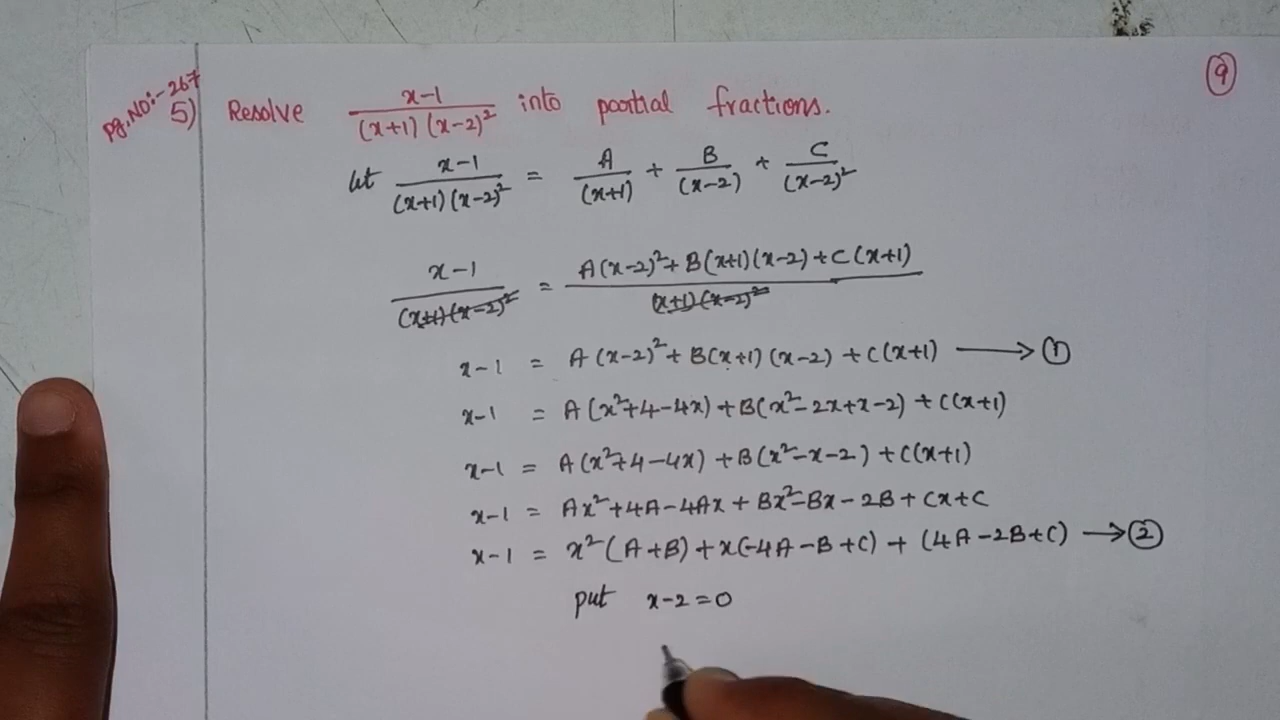 9
Pg.NO:-267
5) Resolve x-1/(x+1)(x-2)² into partial fractions.
let x-1/(x+1)(x-2)² = A/(x+1) + B/(x-2) + C/(x-2)²
x-1/(x+1)(x-2)² = A(x-2)²+B(x+1)(x-2)+C(x+1)/(x+1)(x-2)²
x-1 = A(x-2)²+B(x+1)(x-2)+C(x+1) ⟶ ①
x-1 = A(x²+4-4x)+B(x²-2x+x-2)+C(x+1)
x-1 = A(x²+4-4x)+B(x²-x-2)+C(x+1)
x-1 = Ax²+4A-4Ax+Bx²-Bx-2B+Cx+C
x-1 = x²(A+B)+x(-4A-B+C)+(4A-2B+C) ⟶ ②
put x-2=0